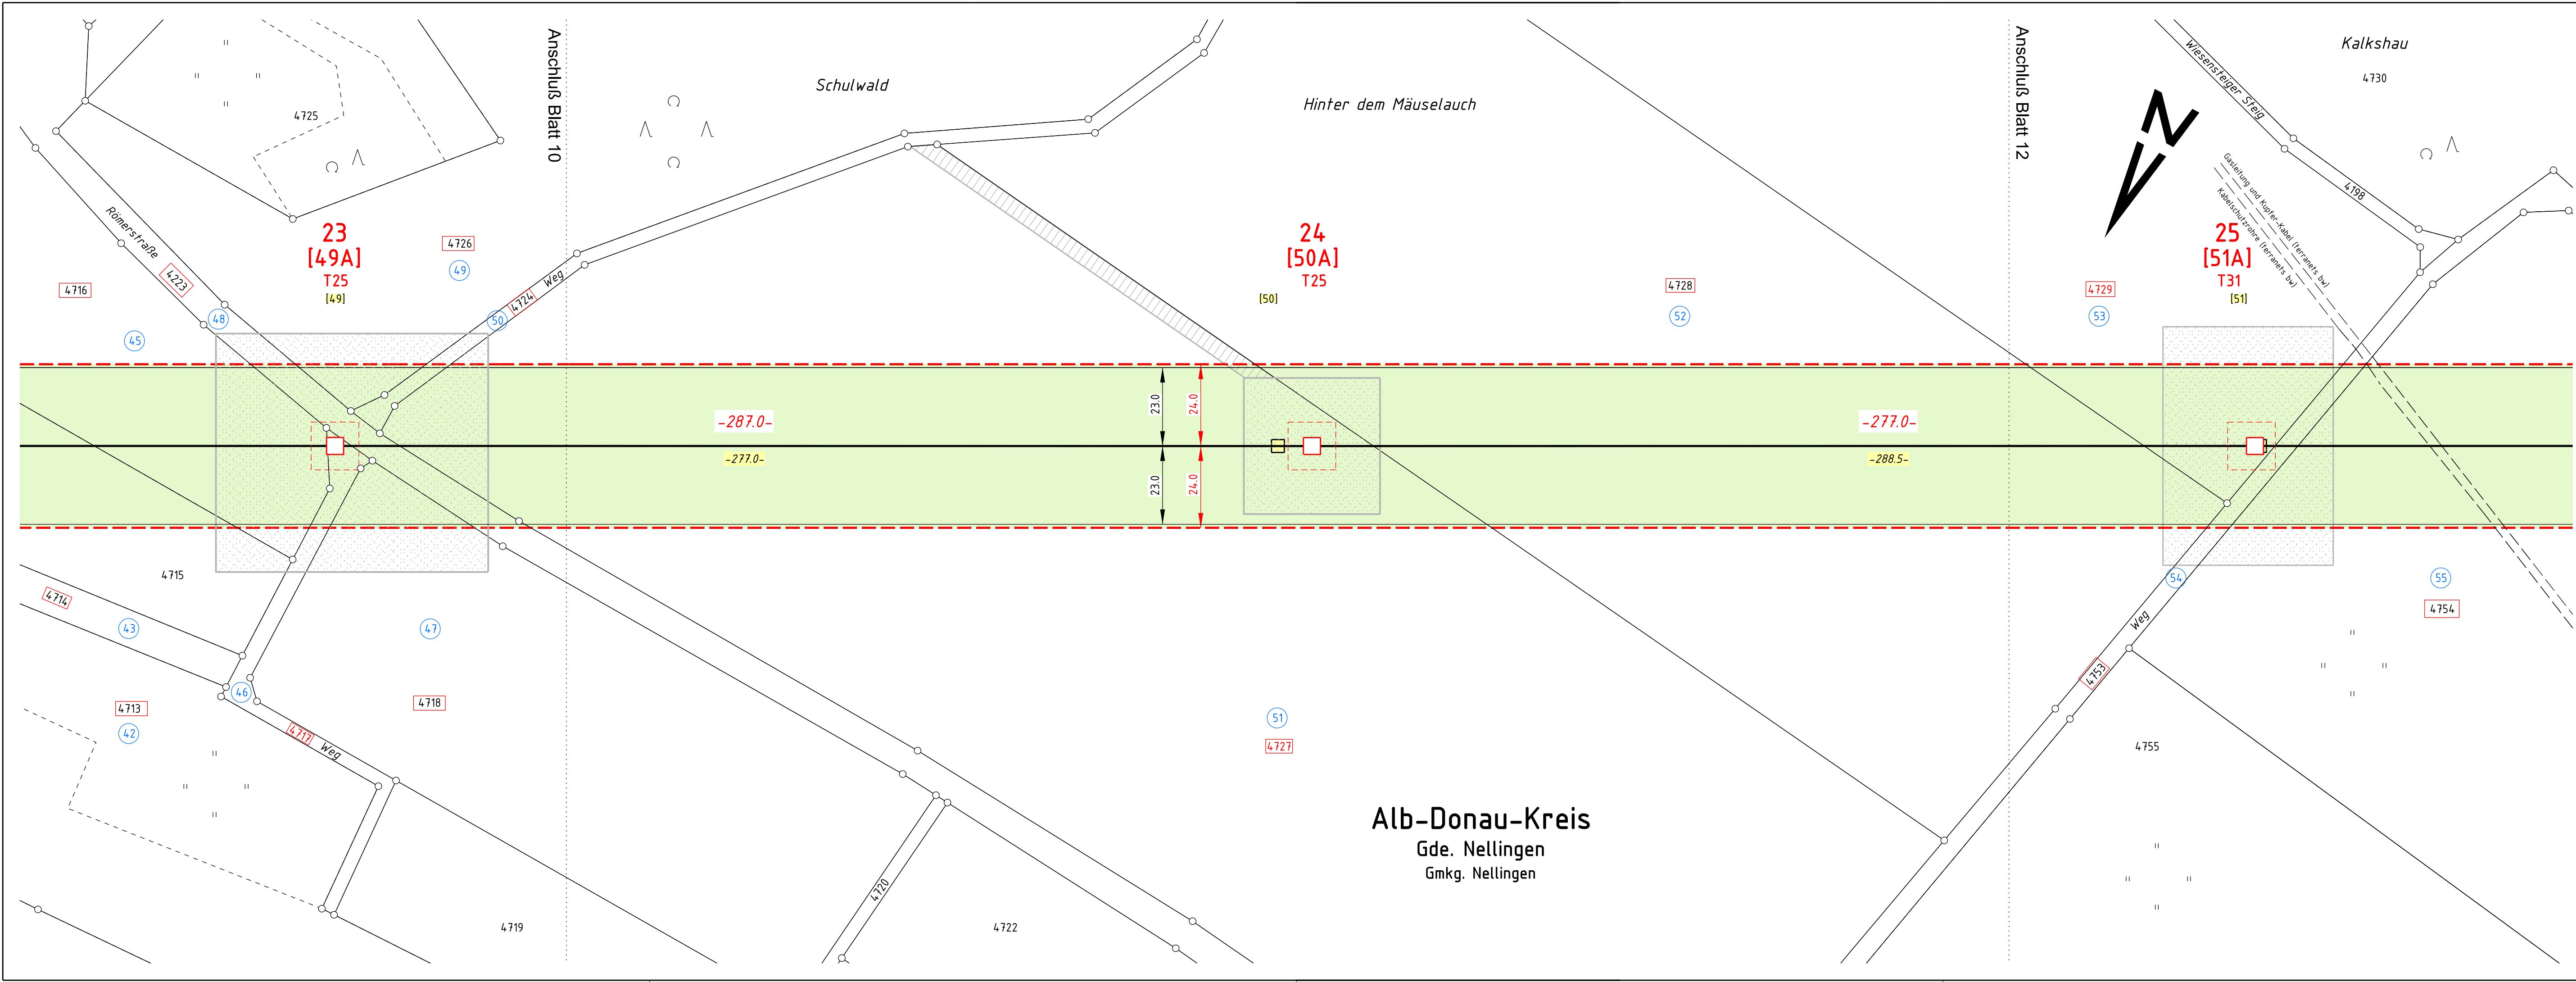 Anschluß Blatt 10
Anschluß Blatt 12
Schulwald
Hinter dem Mäuselauch
Wiesensteiger Steig
Kalkshau
4730
4725
Römerstraße
4223
23
[49A]
T25
[49]
4726
49
4716
45
48
50
4724
Weg
24
[50A]
T25
[50]
4728
52
4729
53
25
[51A]
T31
[51]
Gasleitung und Kupfer-Kabel (terranets bw)
Kabelschutzrohre (terranets bw)
4198
-287.0-
-277.0-
23.0
24.0
23.0
24.0
-277.0-
-288.5-
4715
4714
43
47
46
4713
42
4718
4717
Weg
51
4727
54
55
4754
Weg
4753
4755
Alb-Donau-Kreis
Gde. Nellingen
Gmkg. Nellingen
4719
4720
4722